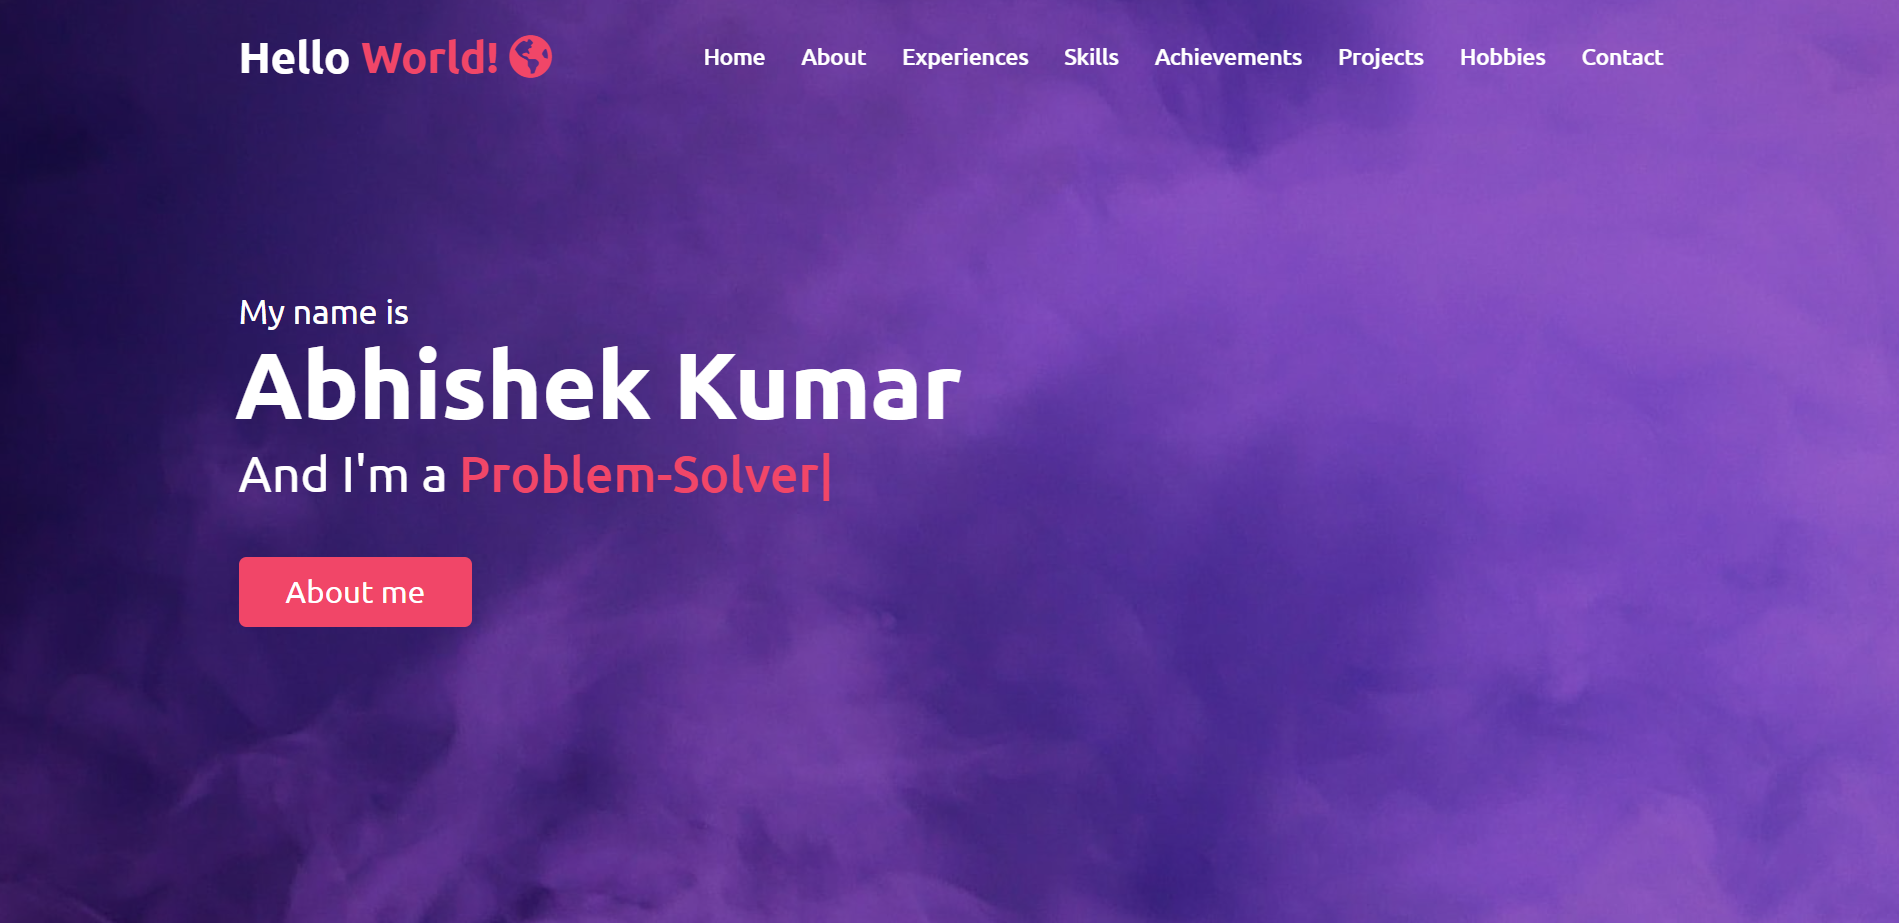 Hello World!
Home About Experiences Skills Achievements Projects Hobbies Contact
My name is
Abhishek Kumar
And I'm a Problem-Solver|
About me